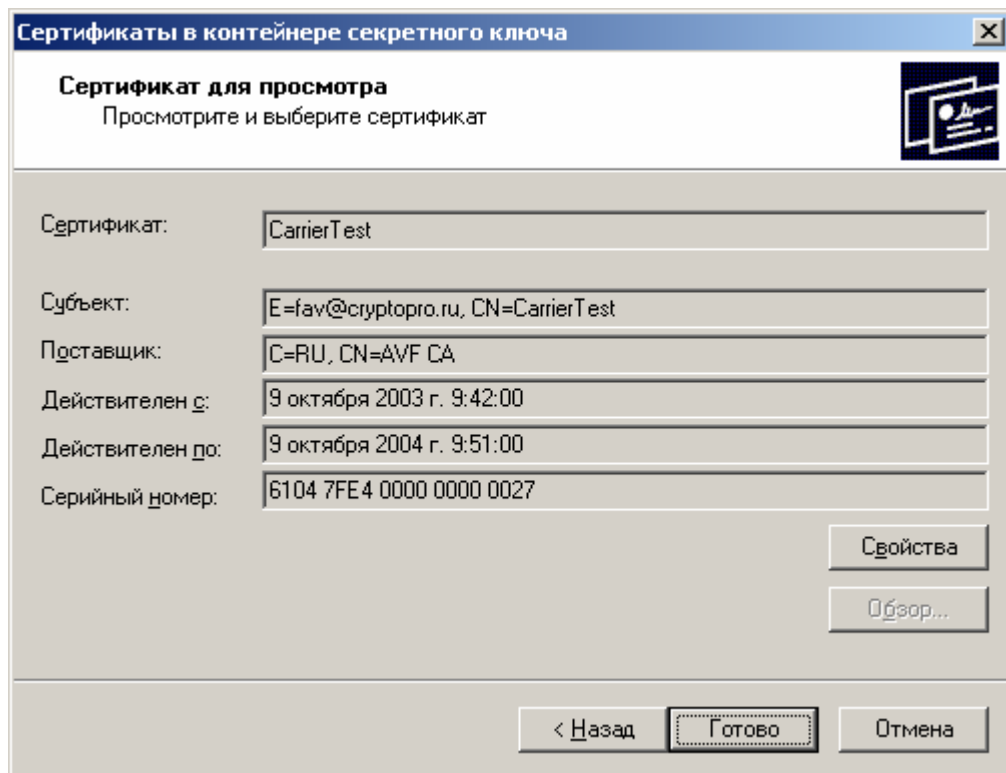 Сертификаты в контейнере секретного ключа
Сертификат для просмотра
Просмотрите и выберите сертификат
Сертификат: CarrierTest
Субъект: E=fav@cryptopro.ru, CN=CarrierTest
Поставщик: C=RU, CN=AVF CA
Действителен с: 9 октября 2003 г. 9:42:00
Действителен по: 9 октября 2004 г. 9:51:00
Серийный номер: 6104 7FE4 0000 0000 0027
Свойства
Обзор...
< Назад Готово Отмена